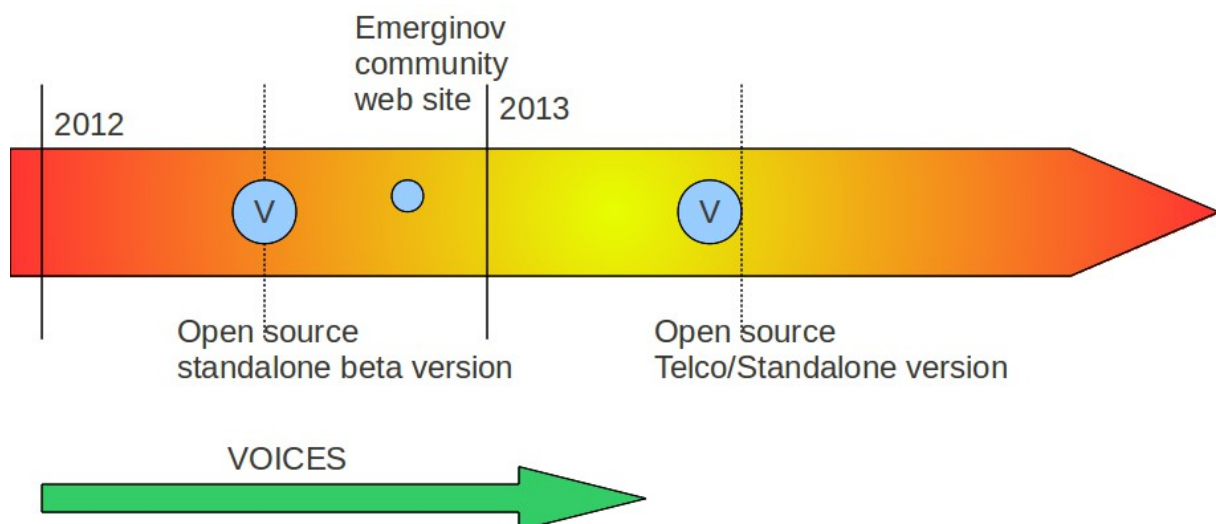 Emerginov
community
web site
2012
2013
V
V
Open source
standalone beta version
Open source
Telco/Standalone version
VOICES